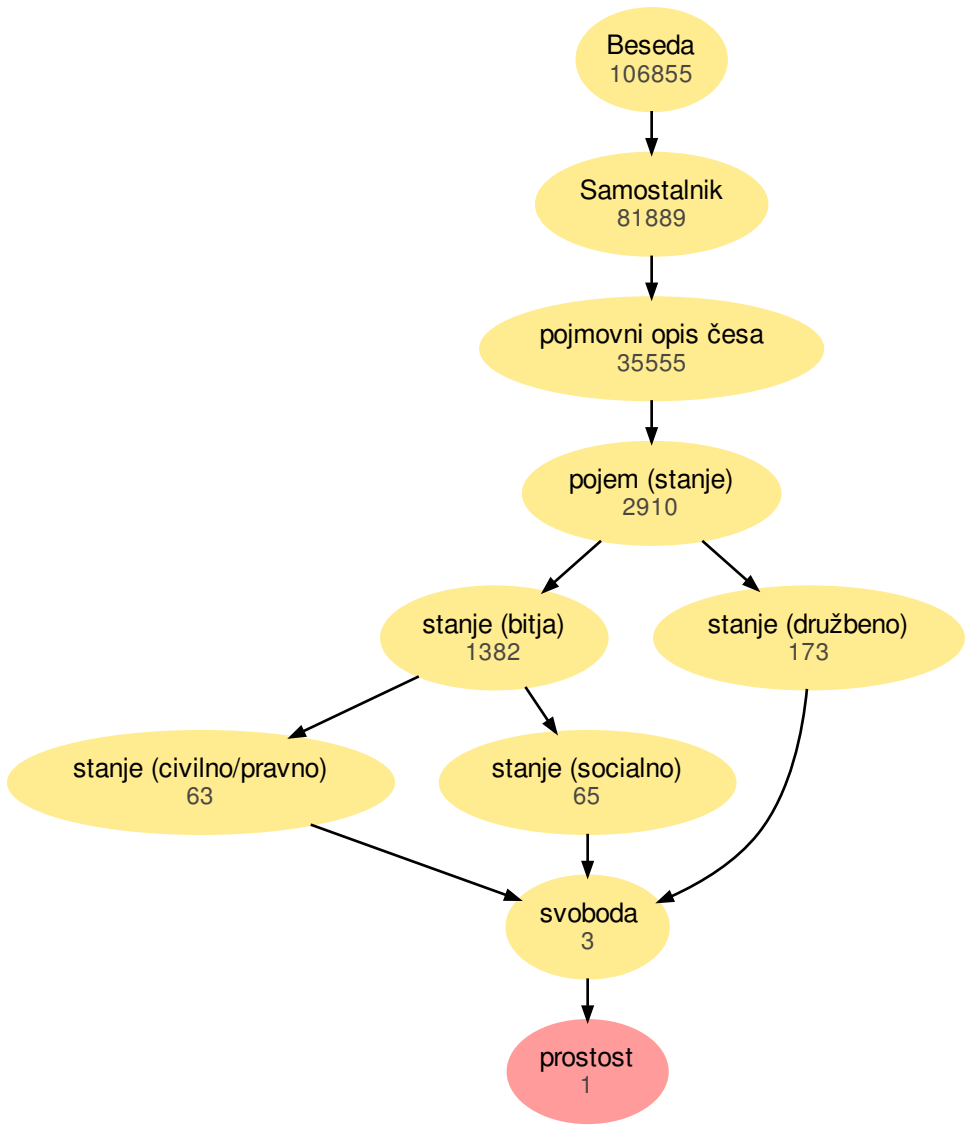 Beseda
106855
Samostalnik
81889
pojmovni opis česa
35555
pojem (stanje)
2910
stanje (bitja)
1382
stanje (družbeno)
173
stanje (civilno/pravno)
63
stanje (socialno)
65
svoboda
3
prostost
1